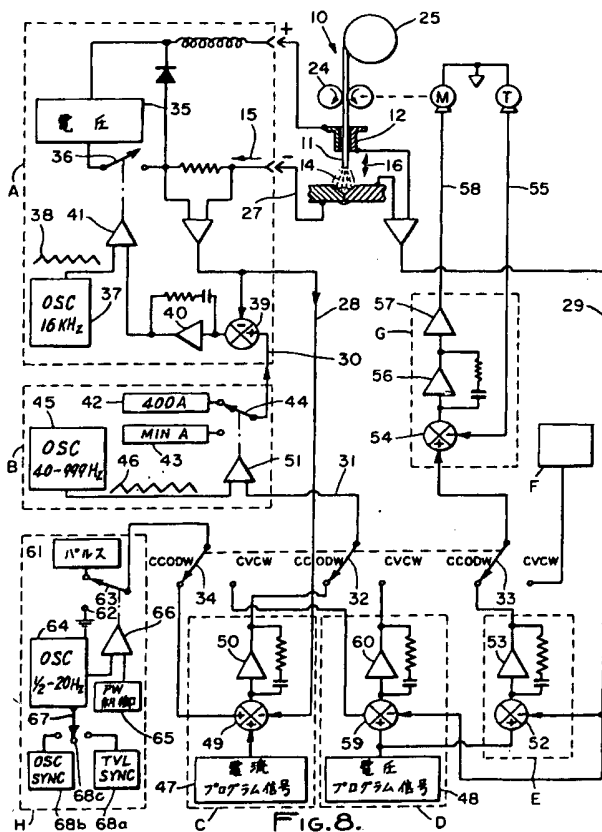 10
25
24
+
35
電圧
M
T
12
11
15
36
−
14
16
A
41
27
58
55
38
28
29
57
OSC
16KHz
40
39
G
56
37
30
42
400A
44
54
45
43
MIN A
F
OSC
40-999Hz
46
51
B
31
61
パルス
CCODW
CVCW
CCODW
CVCW
CCODW
CVCW
63
34
32
33
62
64
66
50
60
53
OSC
1/2-20Hz
67
PW
制御
65
49
59
52
OSC
SYNC
TVL
SYNC
47
電流
プログラム信号
電圧
プログラム信号
48
E
H
68b
68c
68a
C
D
FIG.8.